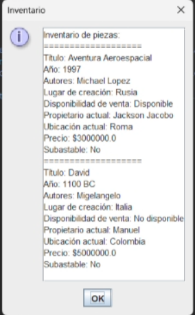 Inventario
Inventario de piezas:
===================
Título: Aventura Aeroespacial
Año: 1997
Autores: Michael Lopez
Lugar de creación: Rusia
Disponibilidad de venta: Disponible
Propietario actual: Jackson Jacobo
Ubicación actual: Roma
Precio: $3000000.0
Subastable: No
===================
Título: David
Año: 1100 BC
Autores: Migelangelo
Lugar de creación: Italia
Disponibilidad de venta: No disponible
Propietario actual: Manuel
Ubicación actual: Colombia
Precio: $5000000.0
Subastable: No
OK